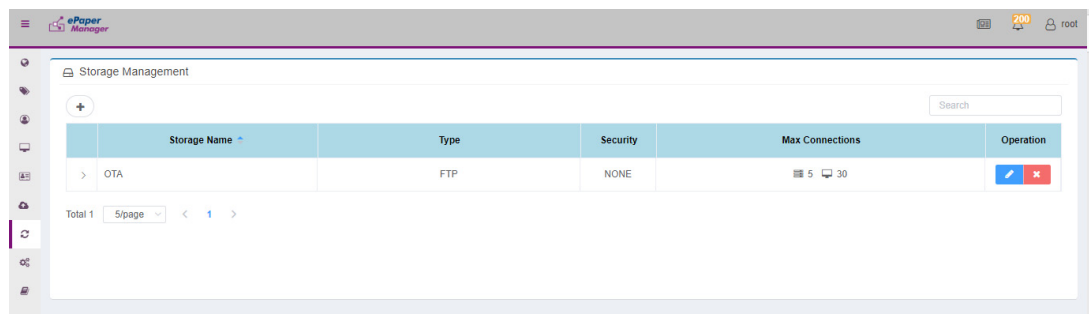 ePaper
Manager
200
root
Storage Management
+
Search
Storage Name Type Security Max Connections Operation
> OTA FTP NONE 5 30
Total 1 5/page < 1 >